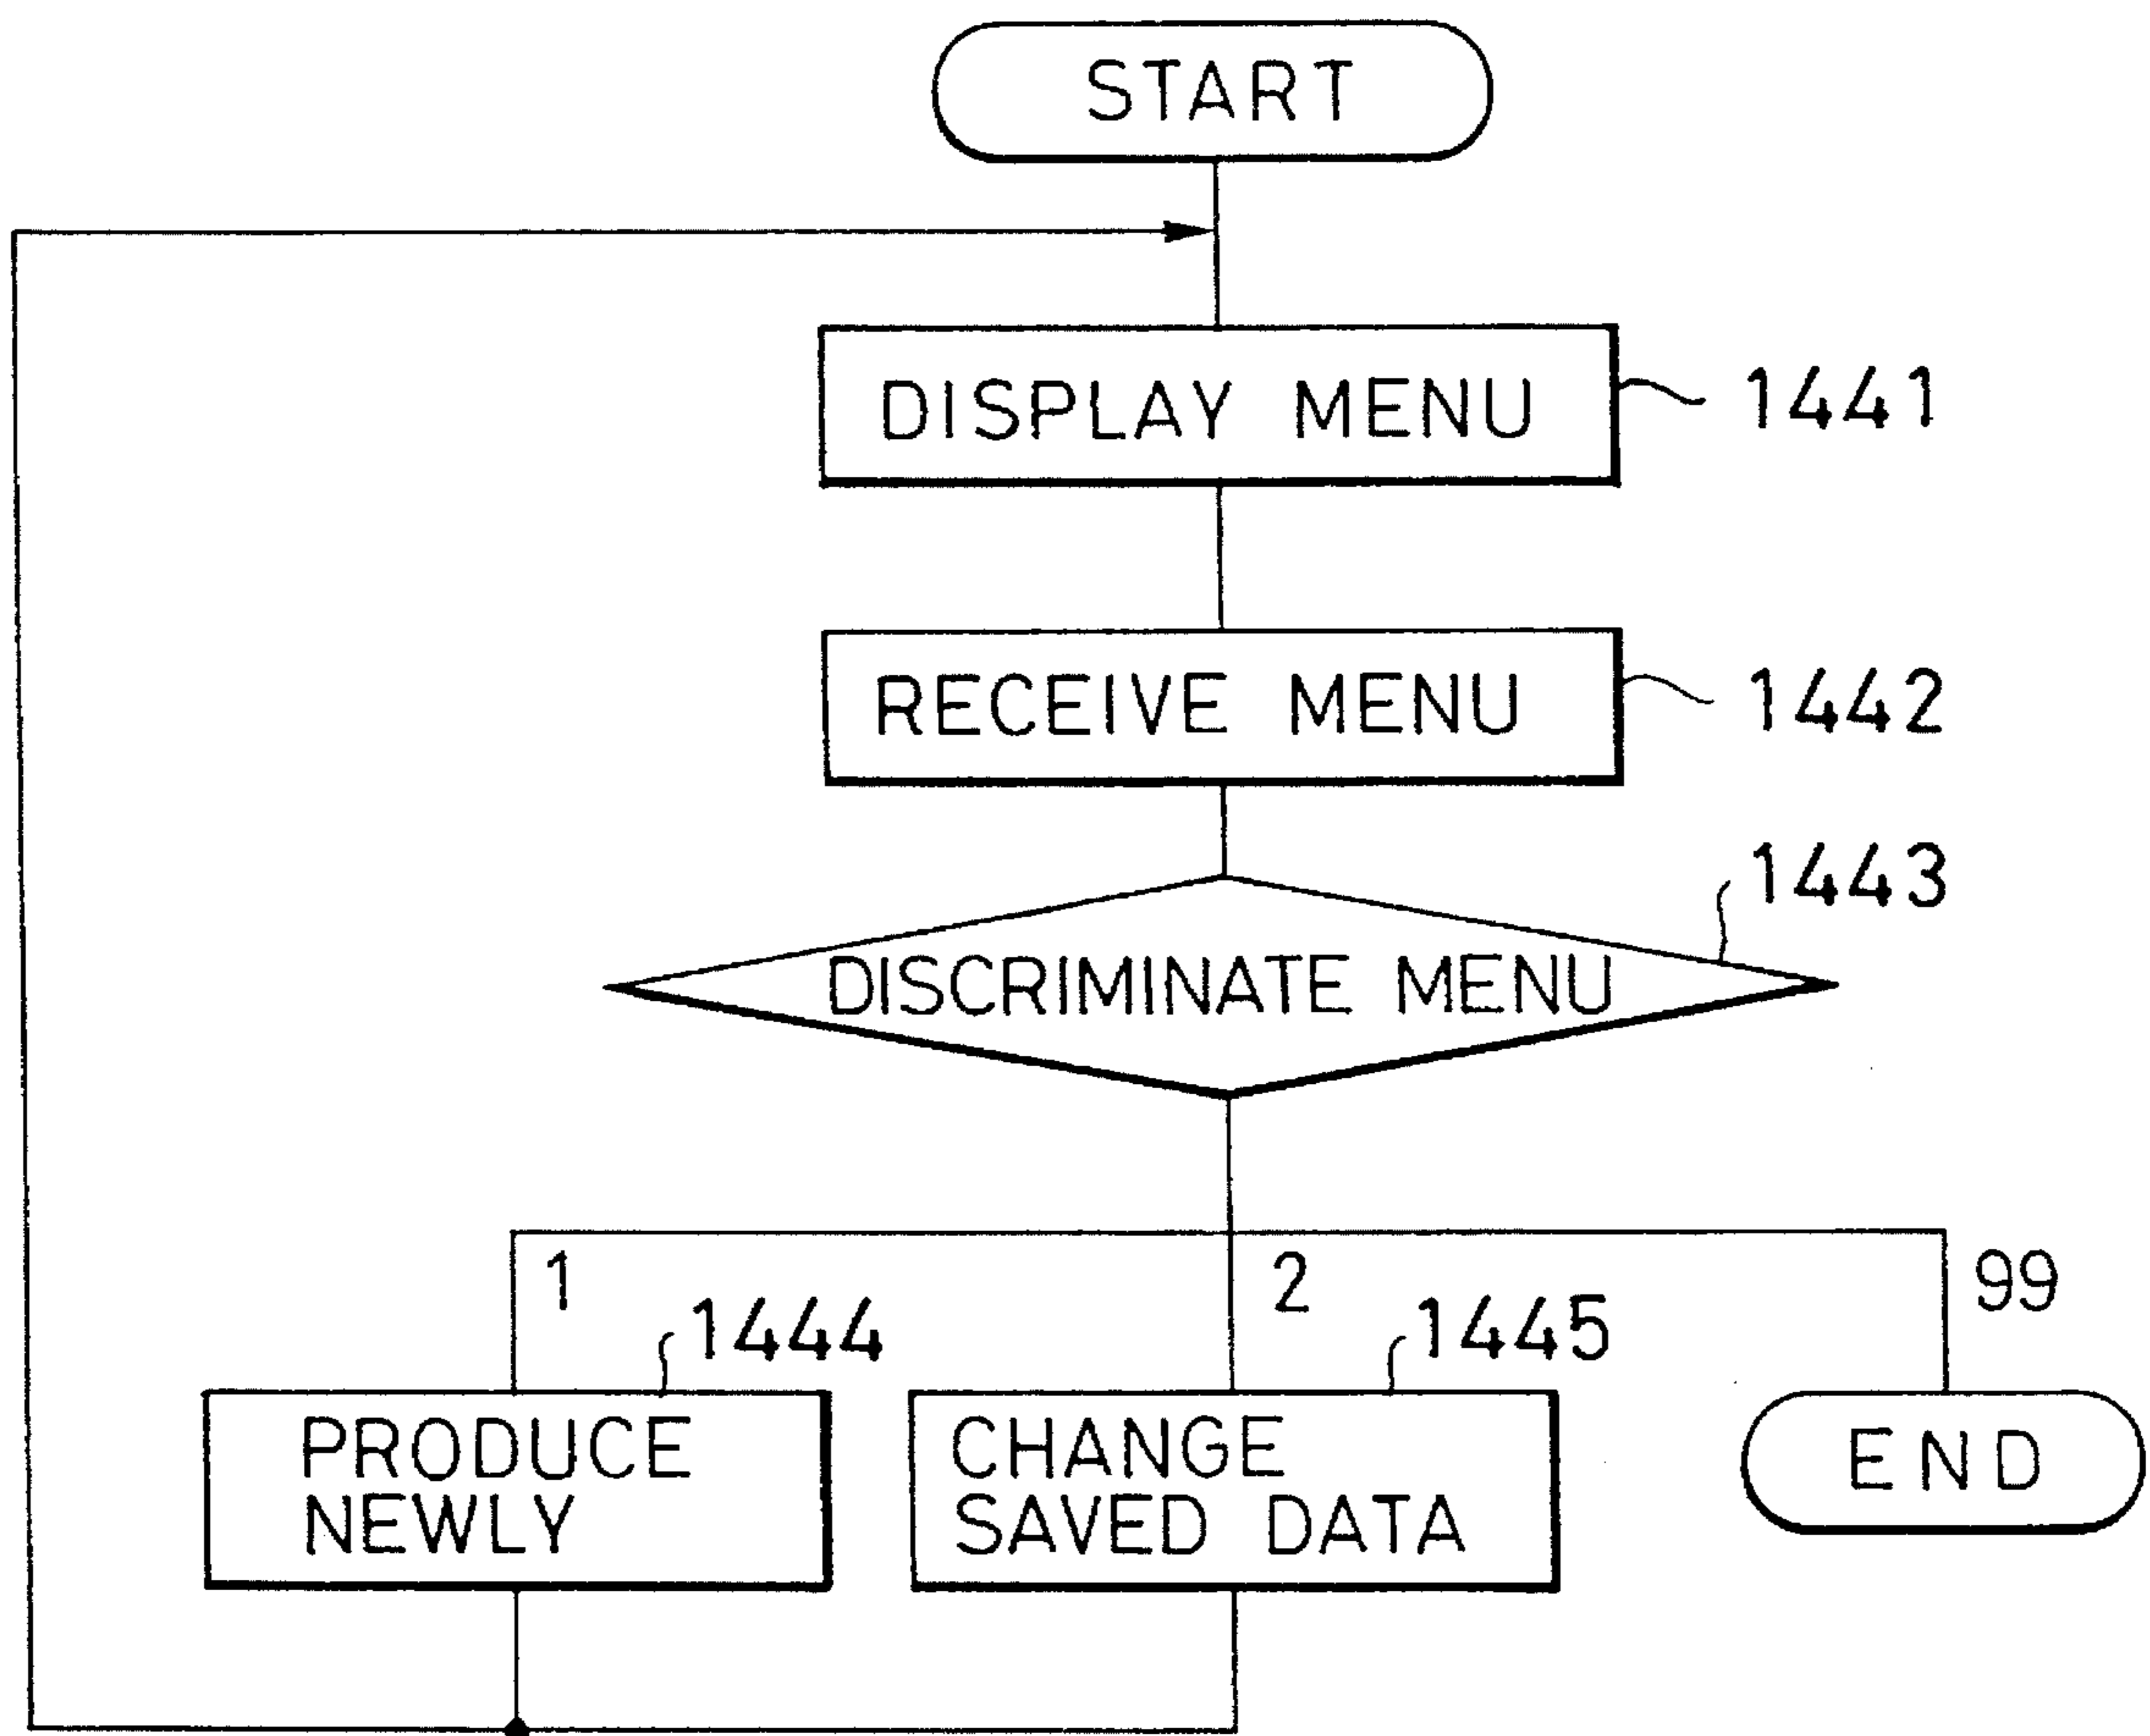 START
DISPLAY MENU
1441
RECEIVE MENU
1442
1443
DISCRIMINATE MENU
1
2
99
1444
1445
PRODUCE
NEWLY
CHANGE
SAVED DATA
END